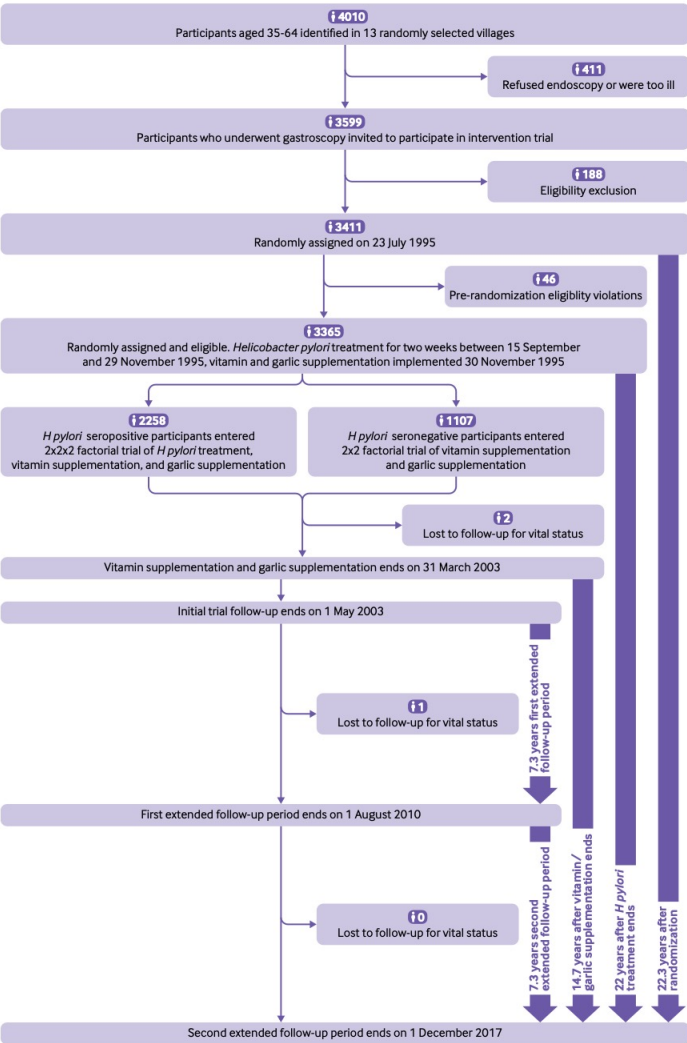 4010
Participants aged 35-64 identified in 13 randomly selected villages
411
Refused endoscopy or were too ill
3599
Participants who underwent gastroscopy invited to participate in intervention trial
188
Eligibility exclusion
3411
Randomly assigned on 23 July 1995
46
Pre-randomization eligiblity violations
3365
Randomly assigned and eligible. Helicobacter pylori treatment for two weeks between 15 September
and 29 November 1995, vitamin and garlic supplementation implemented 30 November 1995
2258
H pylori seropositive participants entered
2x2x2 factorial trial of H pylori treatment,
vitamin supplementation, and garlic supplementation
1107
H pylori seronegative participants entered
2x2 factorial trial of vitamin supplementation
and garlic supplementation
2
Lost to follow-up for vital status
Vitamin supplementation and garlic supplementation ends on 31 March 2003
Initial trial follow-up ends on 1 May 2003
7.3 years first extended
follow-up period
1
Lost to follow-up for vital status
First extended follow-up period ends on 1 August 2010
0
Lost to follow-up for vital status
7.3 years second
extended follow-up period
14.7 years after vitamin/
garlic supplementation ends
22 years after H pylori
treatment ends
22.3 years after
randomization
Second extended follow-up period ends on 1 December 2017